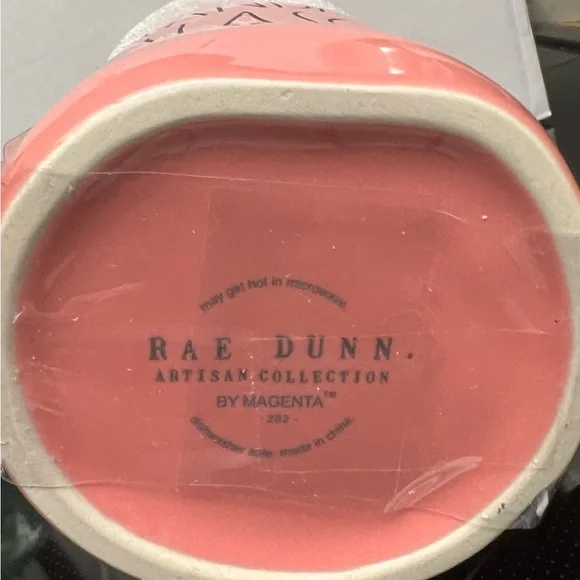 may get hot in microwave.
RAE DUNN.
ARTISAN COLLECTION
BY MAGENTA™
282
dishwasher safe. made in china.